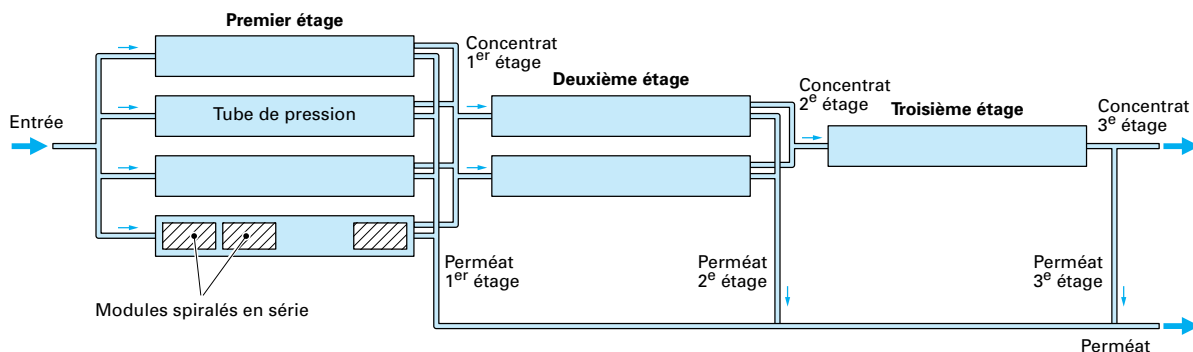 Premier étage
Concentrat
1er étage
Deuxième étage
Concentrat
2e étage
Troisième étage
Concentrat
3e étage
Entrée
Tube de pression
Modules spiralés en série
Perméat
1er étage
Perméat
2e étage
Perméat
3e étage
Perméat